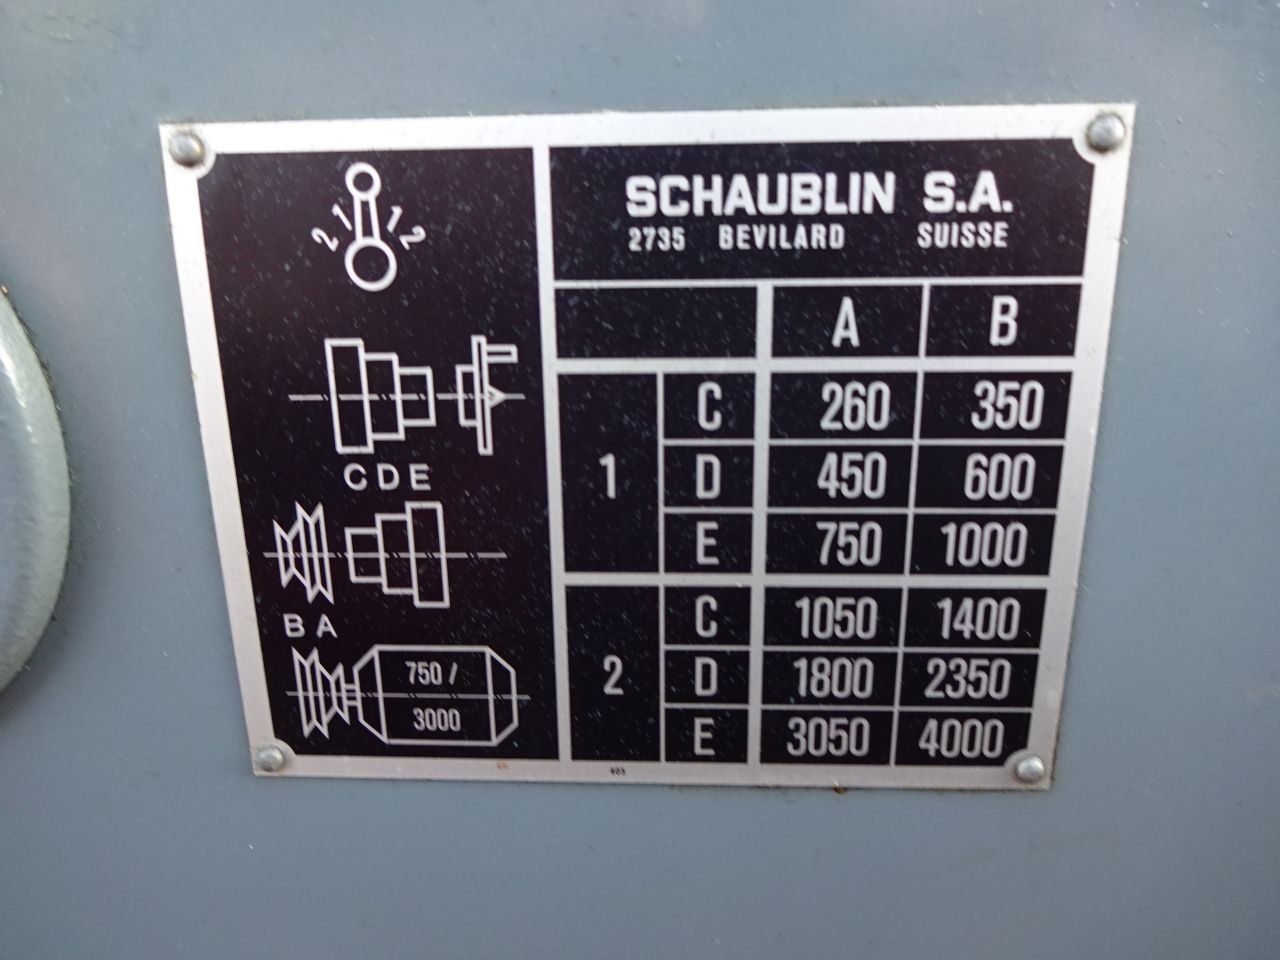 2 1 1 2
C D E
B A
750 /
3000
SCHAUBLIN S.A.
2735 BEVILARD SUISSE
A B
1 C 260 350
D 450 600
E 750 1000
2 C 1050 1400
D 1800 2350
E 3050 4000